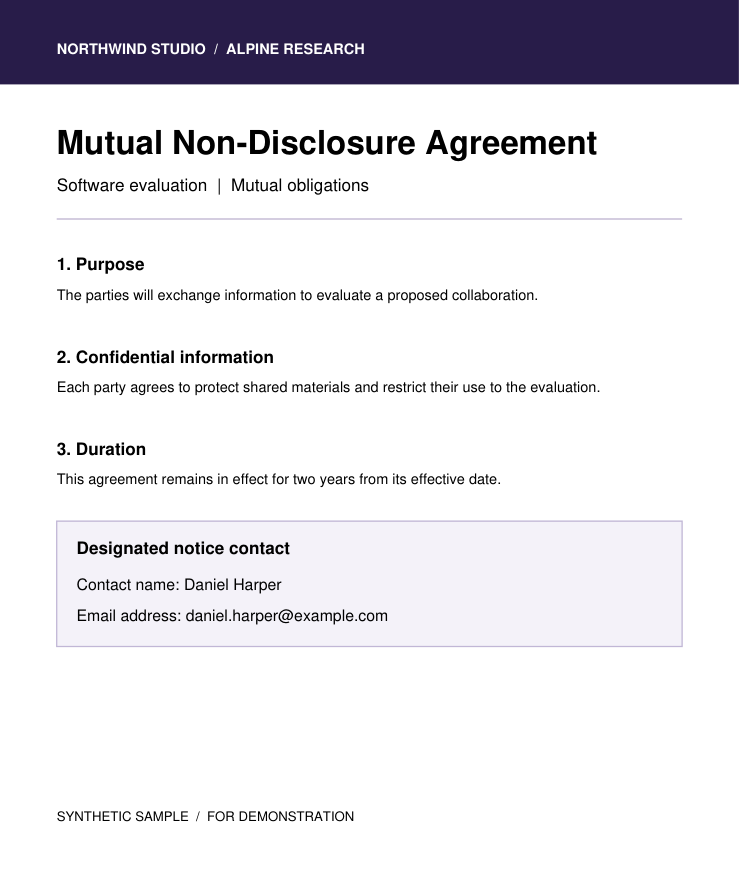 NORTHWIND STUDIO / ALPINE RESEARCH
Mutual Non-Disclosure Agreement
Software evaluation | Mutual obligations
1. Purpose
The parties will exchange information to evaluate a proposed collaboration.
2. Confidential information
Each party agrees to protect shared materials and restrict their use to the evaluation.
3. Duration
This agreement remains in effect for two years from its effective date.
Designated notice contact
Contact name: Daniel Harper
Email address: daniel.harper@example.com
SYNTHETIC SAMPLE / FOR DEMONSTRATION